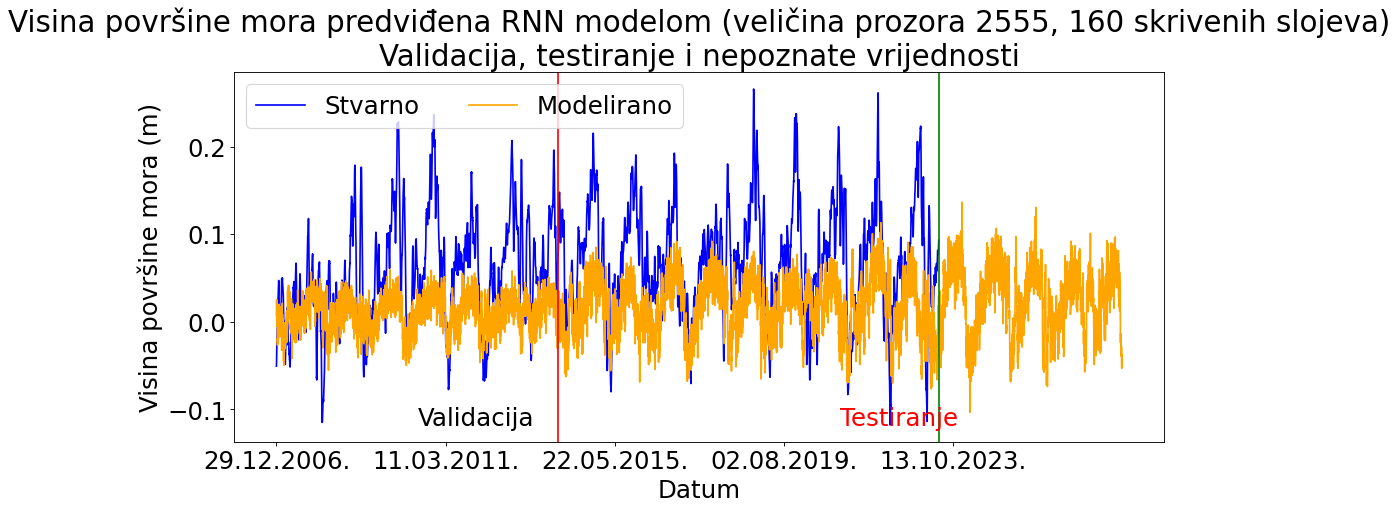 Visina površine mora predviđena RNN modelom (veličina prozora 2555, 160 skrivenih slojeva)
Validacija, testiranje i nepoznate vrijednosti
Stvarno
Modelirano
Visina površine mora (m)
0.2
0.1
0.0
−0.1
Validacija
Testiranje
29.12.2006.
11.03.2011.
22.05.2015.
02.08.2019.
13.10.2023.
Datum